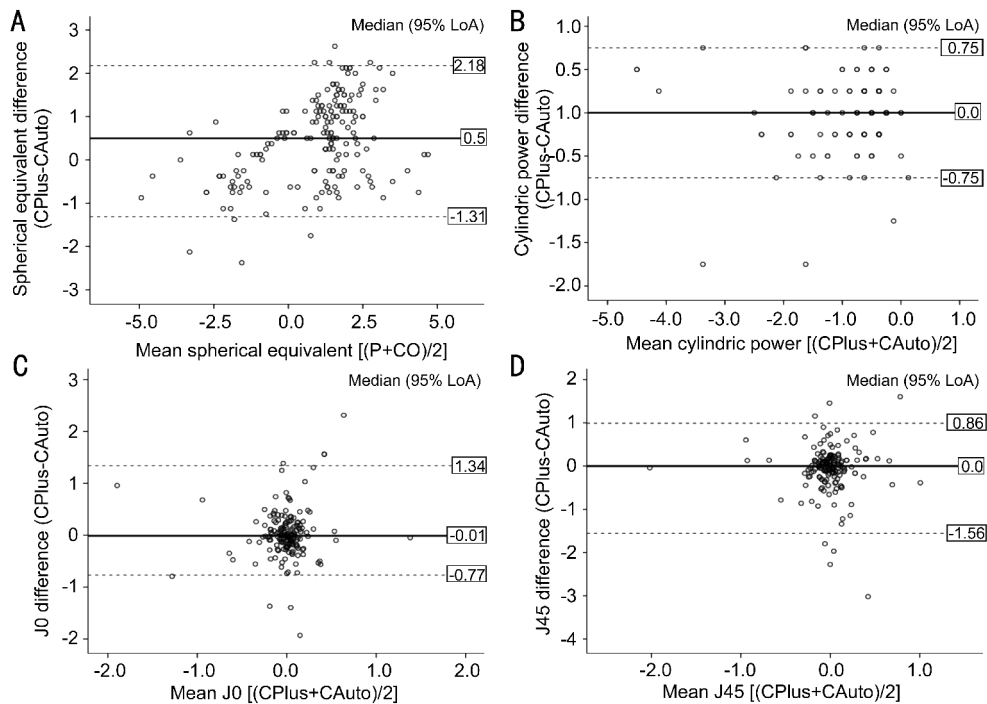 A
Median (95% LoA)
Spherical equivalent difference
(CPlus-CAuto)
3
2
1
0
-1
-2
-3
2.18
0.5
-1.31
-5.0 -2.5 0.0 2.5 5.0
Mean spherical equivalent [(P+CO)/2]
B
Median (95% LoA)
Cylindric power difference
(CPlus-CAuto)
1.0
0.5
1.0
-0.5
-1.0
-1.5
-2.0
0.75
0.0
-0.75
-5.0 -4.0 -3.0 -2.0 -1.0 0.0 1.0
Mean cylindric power [(CPlus+CAuto)/2]
C
Median (95% LoA)
J0 difference (CPlus-CAuto)
3
2
1
0
-1
-2
1.34
-0.01
-0.77
-2.0 -1.0 0.0 1.0 2.0
Mean J0 [(CPlus+CAuto)/2]
D
Median (95% LoA)
J45 difference (CPlus-CAuto)
2
1
0
-1
-2
-3
-4
0.86
0.0
-1.56
-2.0 -1.0 0.0 1.0
Mean J45 [(CPlus+CAuto)/2]